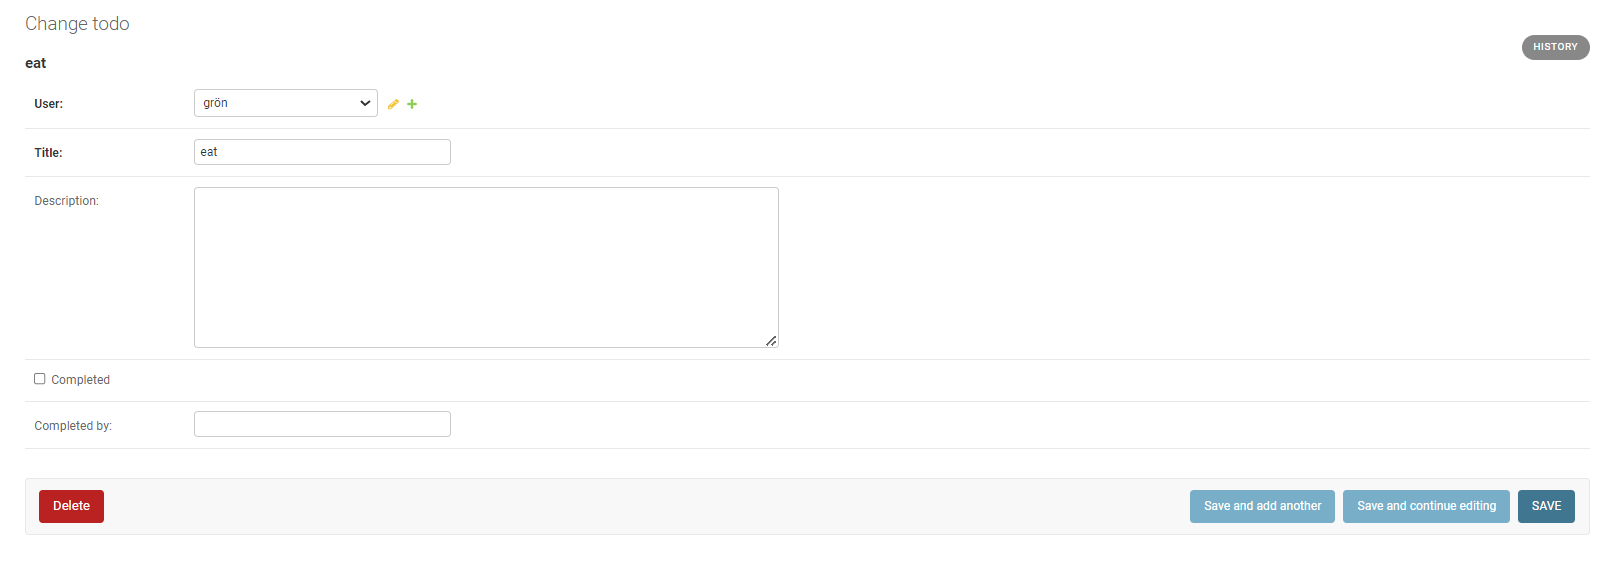 Change todo
HISTORY
eat
User: grön
Title: eat
Description:
Completed
Completed by:
Delete Save and add another Save and continue editing SAVE